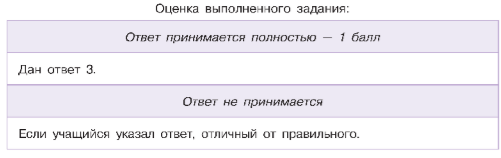 Оценка выполненного задания:
Ответ принимается полностью — 1 балл
Дан ответ 3.
Ответ не принимается
Если учащийся указал ответ, отличный от правильного.